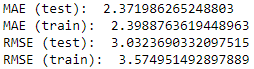 MAE (test):  2.371986265248803
MAE (train):  2.3988763619448963
RMSE (test):  3.0323690332097515
RMSE (train):  3.574951492897889